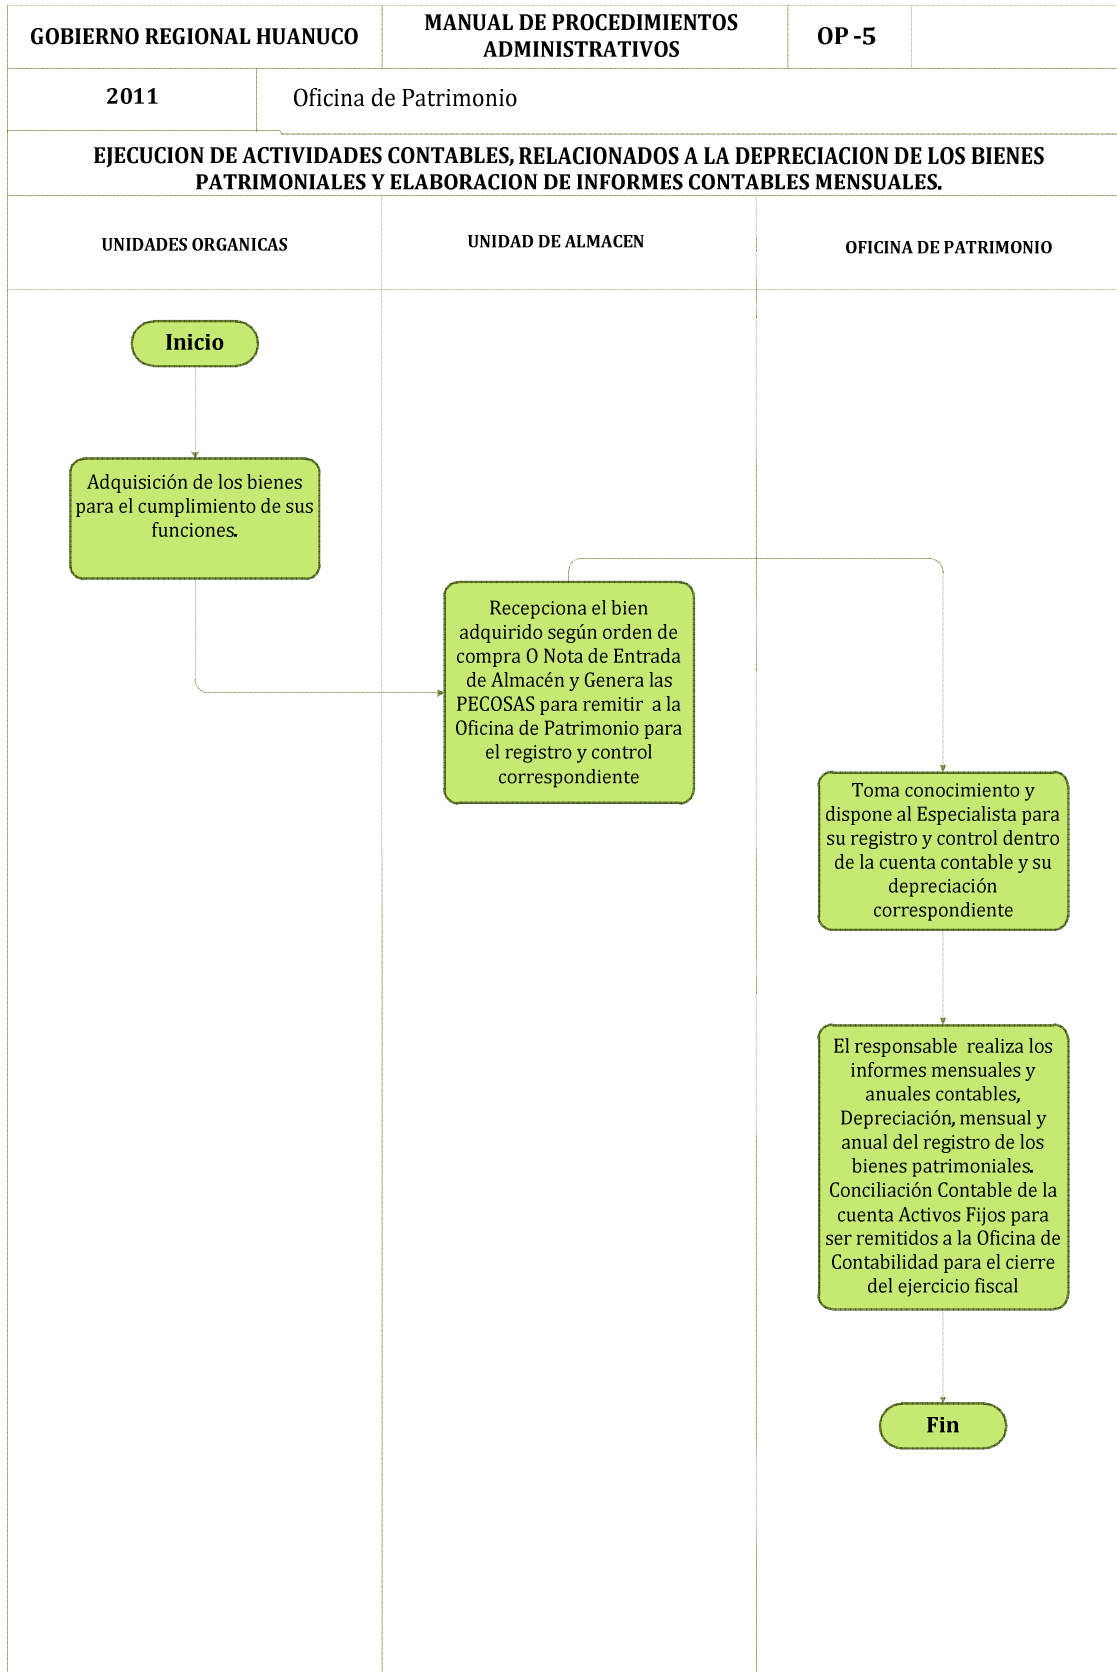 GOBIERNO REGIONAL HUANUCO
MANUAL DE PROCEDIMIENTOS
ADMINISTRATIVOS
OP -5
2011
Oficina de Patrimonio
EJECUCION DE ACTIVIDADES CONTABLES, RELACIONADOS A LA DEPRECIACION DE LOS BIENES
PATRIMONIALES Y ELABORACION DE INFORMES CONTABLES MENSUALES.
UNIDADES ORGANICAS
UNIDAD DE ALMACEN
OFICINA DE PATRIMONIO
Inicio
Adquisición de los bienes
para el cumplimiento de sus
funciones.
Recepciona el bien
adquirido según orden de
compra O Nota de Entrada
de Almacén y Genera las
PECOSAS para remitir  a la
Oficina de Patrimonio para
el registro y control
correspondiente
Toma conocimiento y
dispone al Especialista para
su registro y control dentro
de la cuenta contable y su
depreciación
correspondiente
El responsable  realiza los
informes mensuales y
anuales contables,
Depreciación, mensual y
anual del registro de los
bienes patrimoniales.
Conciliación Contable de la
cuenta Activos Fijos para
ser remitidos a la Oficina de
Contabilidad para el cierre
del ejercicio fiscal
Fin